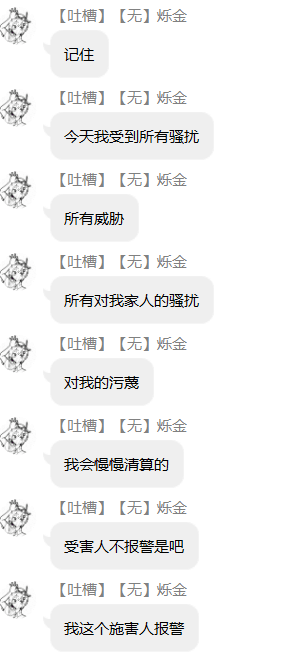 【吐槽】【无】烁金
记住
【吐槽】【无】烁金
今天我受到所有骚扰
【吐槽】【无】烁金
所有威胁
【吐槽】【无】烁金
所有对我家人的骚扰
【吐槽】【无】烁金
对我的污蔑
【吐槽】【无】烁金
我会慢慢清算的
【吐槽】【无】烁金
受害人不报警是吧
【吐槽】【无】烁金
我这个施害人报警